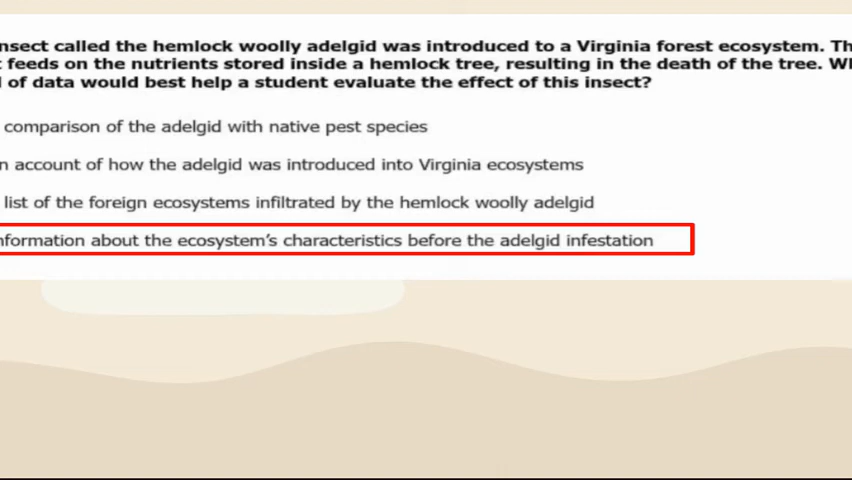 nsect called the hemlock woolly adelgid was introduced to a Virginia forest ecosystem. Th
t feeds on the nutrients stored inside a hemlock tree, resulting in the death of the tree. Wh
l of data would best help a student evaluate the effect of this insect?
comparison of the adelgid with native pest species
n account of how the adelgid was introduced into Virginia ecosystems
list of the foreign ecosystems infiltrated by the hemlock woolly adelgid
nformation about the ecosystem's characteristics before the adelgid infestation